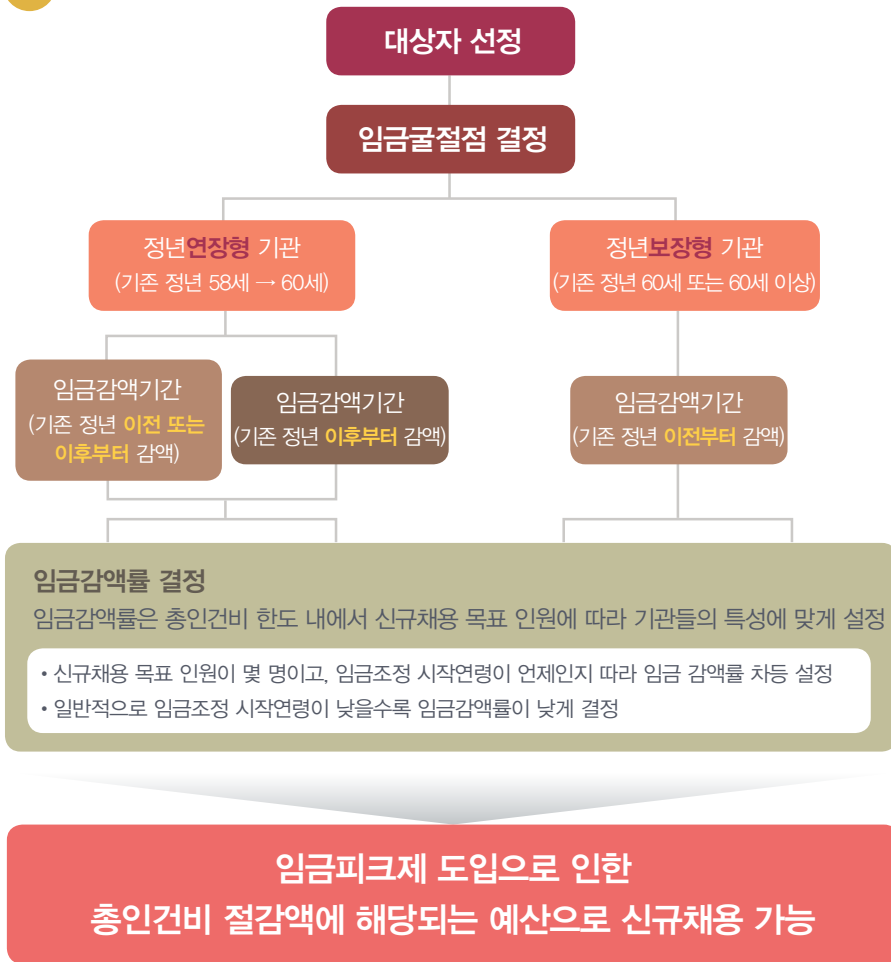 대상자 선정
임금굴절점 결정
정년연장형 기관
(기존 정년 58세 → 60세)
정년보장형 기관
(기존 정년 60세 또는 60세 이상)
임금감액기간
(기존 정년 이전 또는
이후부터 감액)
임금감액기간
(기존 정년 이후부터 감액)
임금감액기간
(기존 정년 이전부터 감액)
임금감액률 결정
임금감액률은 총인건비 한도 내에서 신규채용 목표 인원에 따라 기관들의 특성에 맞게 설정
• 신규채용 목표 인원이 몇 명이고, 임금조정 시작연령이 언제인지 따라 임금 감액률 차등 설정
• 일반적으로 임금조정 시작연령이 낮을수록 임금감액률이 낮게 결정
임금피크제 도입으로 인한
총인건비 절감액에 해당되는 예산으로 신규채용 가능